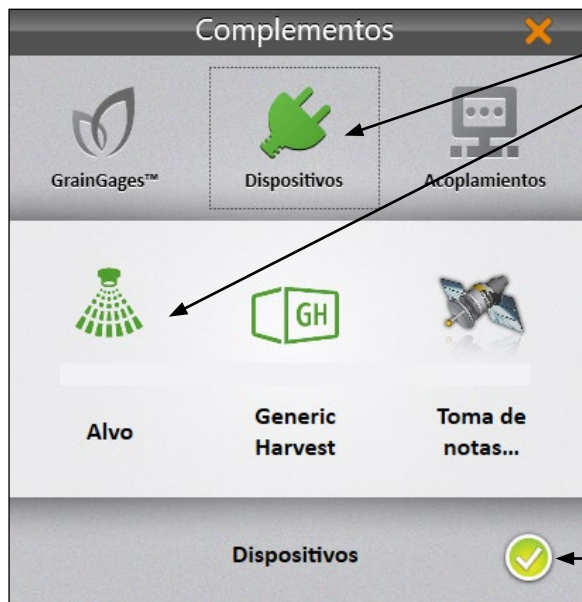 Complementos
GrainGages™
Dispositivos
Acoplamientos
GH
Alvo
Generic
Harvest
Toma de
notas...
Dispositivos